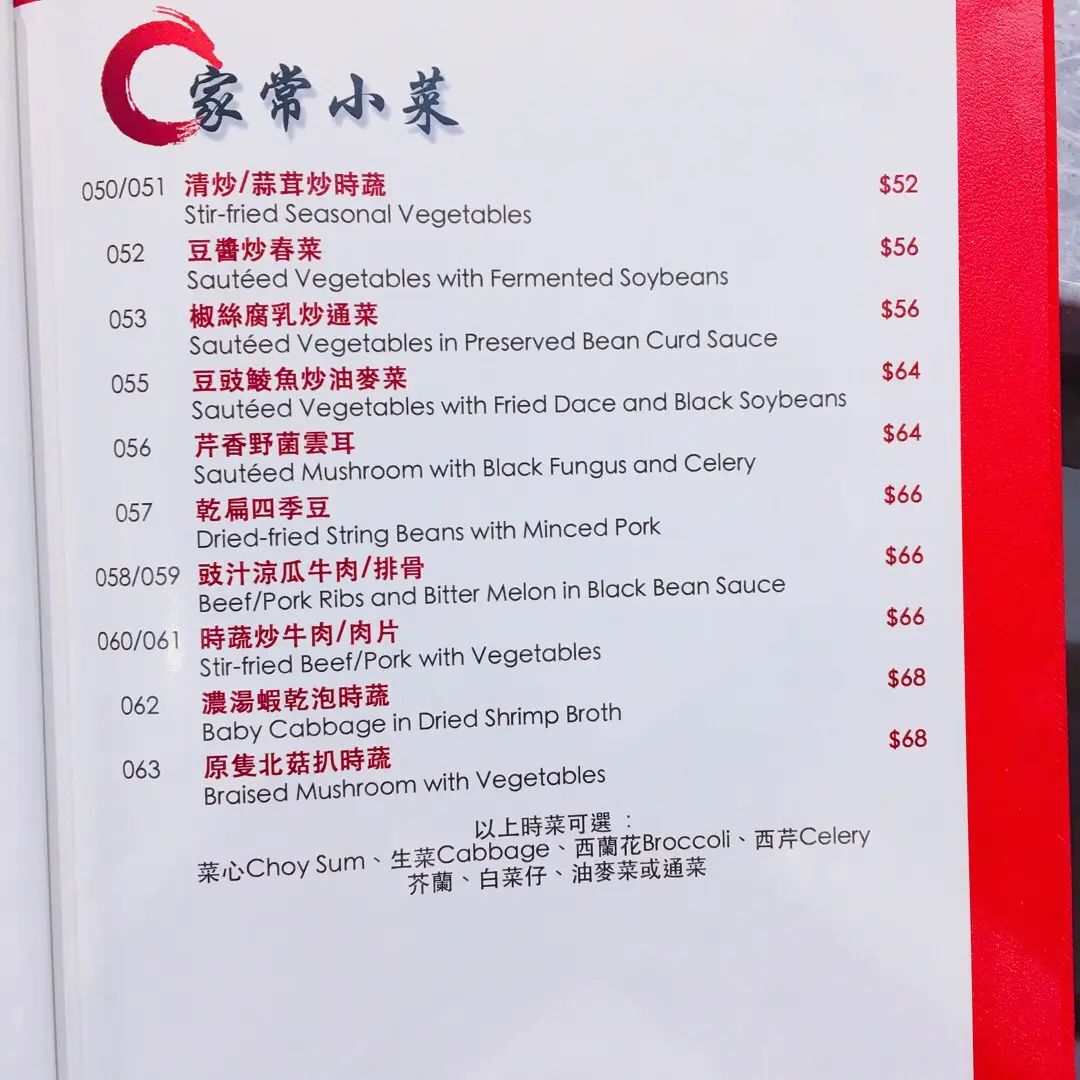 家常小菜
050/051 清炒/蒜茸炒時蔬 $52
Stir-fried Seasonal Vegetables
052 豆醬炒春菜 $56
Sautéed Vegetables with Fermented Soybeans
053 椒絲腐乳炒通菜 $56
Sautéed Vegetables in Preserved Bean Curd Sauce
055 豆豉鯪魚炒油麥菜 $64
Sautéed Vegetables with Fried Dace and Black Soybeans
056 芹香野菌雲耳 $64
Sautéed Mushroom with Black Fungus and Celery
057 乾扁四季豆 $66
Dried-fried String Beans with Minced Pork
058/059 豉汁涼瓜牛肉/排骨 $66
Beef/Pork Ribs and Bitter Melon in Black Bean Sauce
060/061 時蔬炒牛肉/肉片 $66
Stir-fried Beef/Pork with Vegetables
062 濃湯蝦乾泡時蔬 $68
Baby Cabbage in Dried Shrimp Broth
063 原隻北菇扒時蔬 $68
Braised Mushroom with Vegetables
以上時菜可選：
菜心Choy Sum、生菜Cabbage、西蘭花Broccoli、西芹Celery
芥蘭、白菜仔、油麥菜或通菜